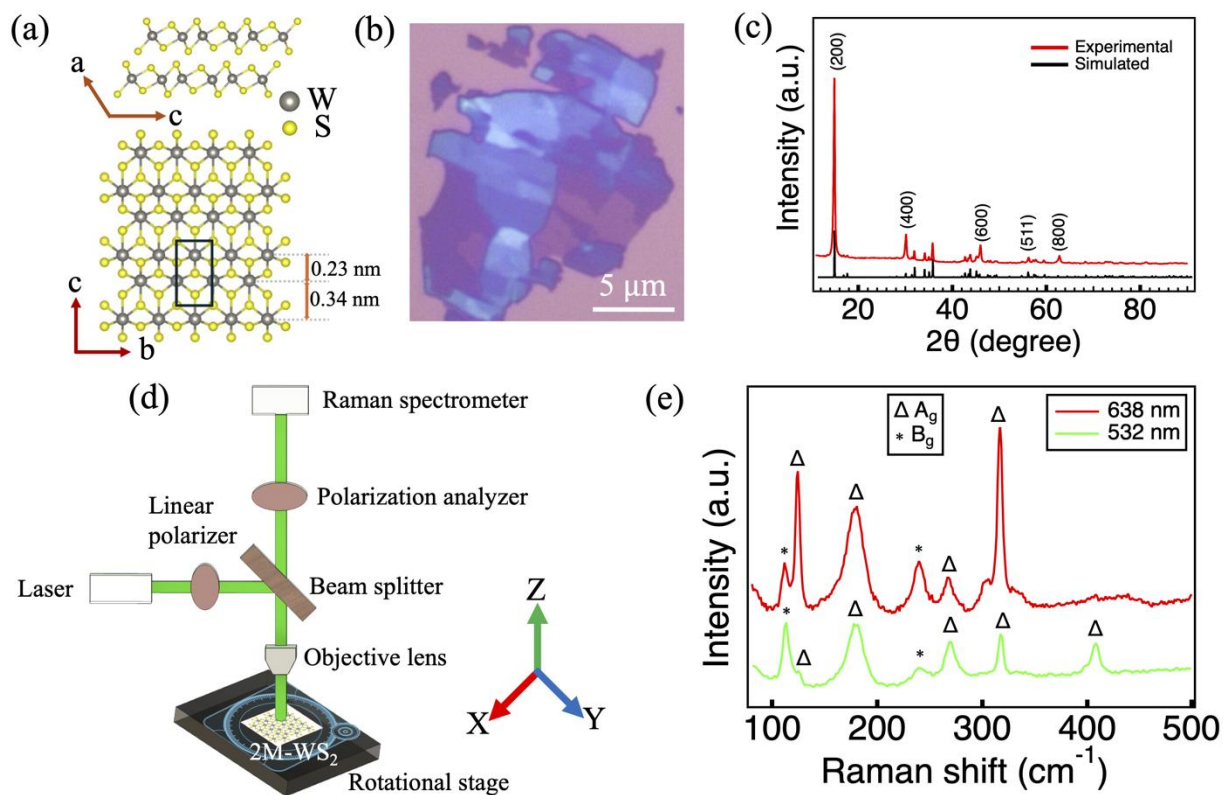 (a)
a
c
W
S
0.23 nm
0.34 nm
c
b
(b)
5 μm
(c)
Intensity (a.u.)
(200)
(400)
(600)
(511)
(800)
Experimental
Simulated
20 40 60 80
2θ (degree)
(d)
Raman spectrometer
Polarization analyzer
Linear
polarizer
Laser
Beam splitter
Objective lens
2M-WS₂
Rotational stage
Z
X
Y
(e)
Intensity (a.u.)
Δ A_g
* B_g
638 nm
532 nm
* Δ Δ * Δ Δ
* Δ Δ * Δ Δ Δ
100 200 300 400 500
Raman shift (cm⁻¹)